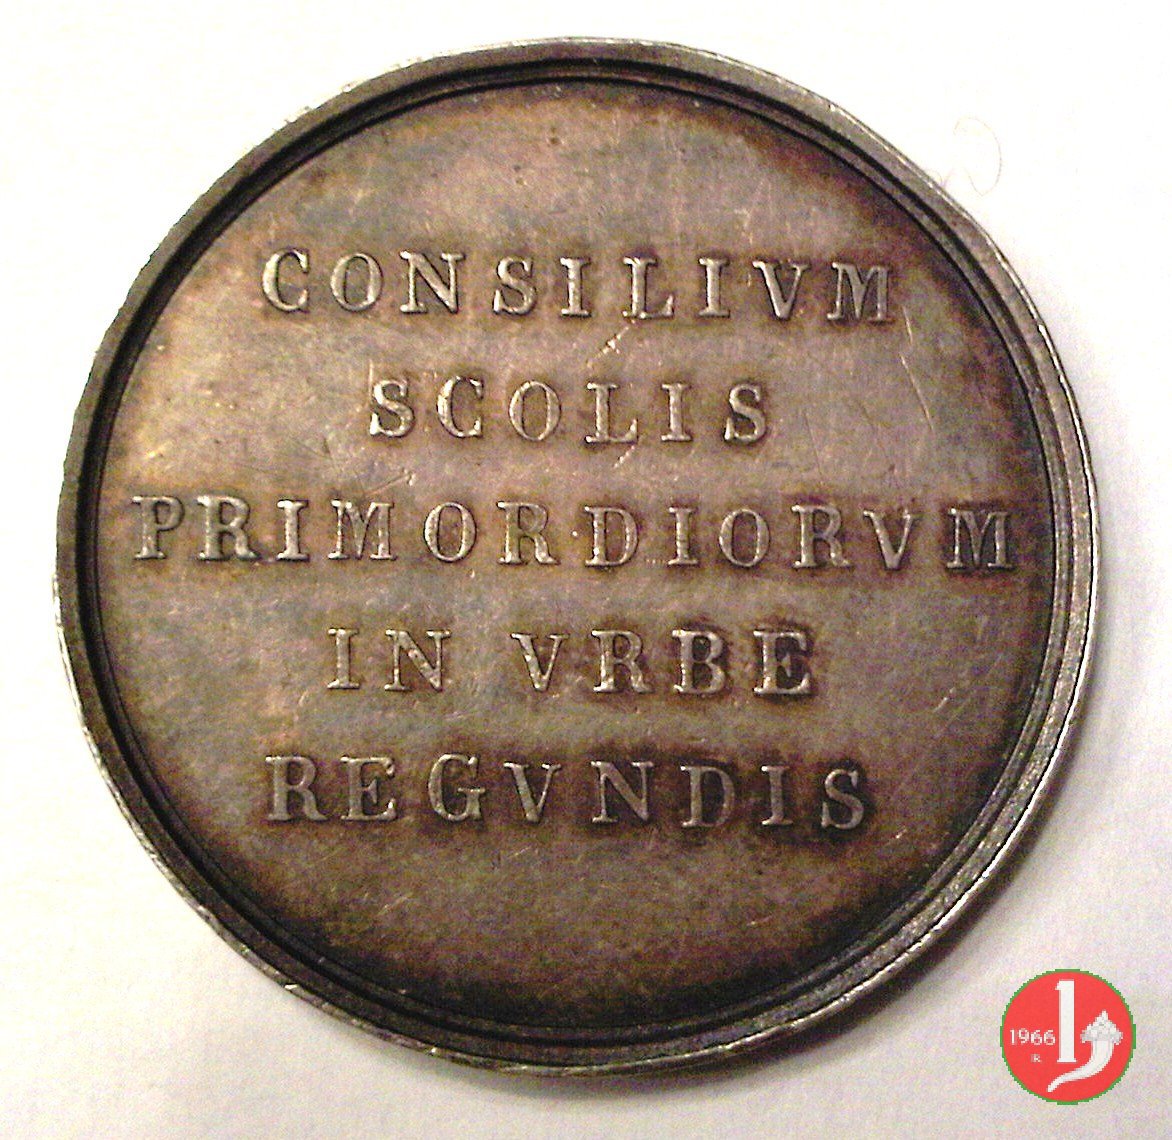 CONSILIVM
SCOLIS
PRIMORDIORVM
IN VRBE
REGVNDIS
1966